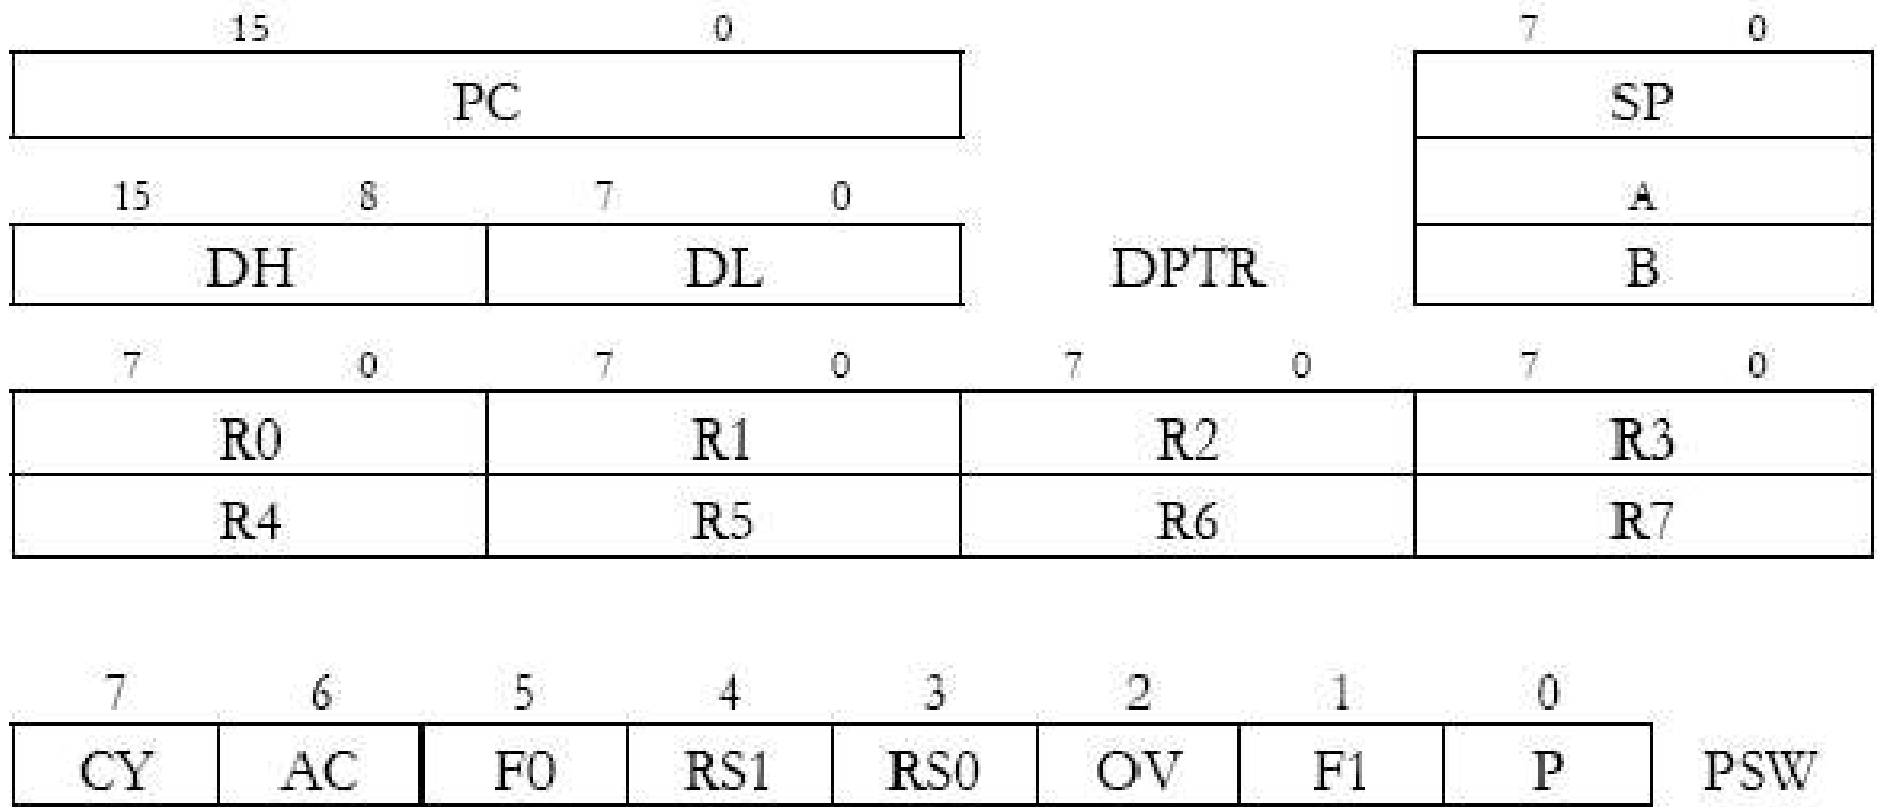 15 0 7 0
PC SP
15 8 7 0 A
DH DL DPTR B
7 0 7 0 7 0 7 0
R0 R1 R2 R3
R4 R5 R6 R7
7 6 5 4 3 2 1 0
CY AC F0 RS1 RS0 OV F1 P PSW